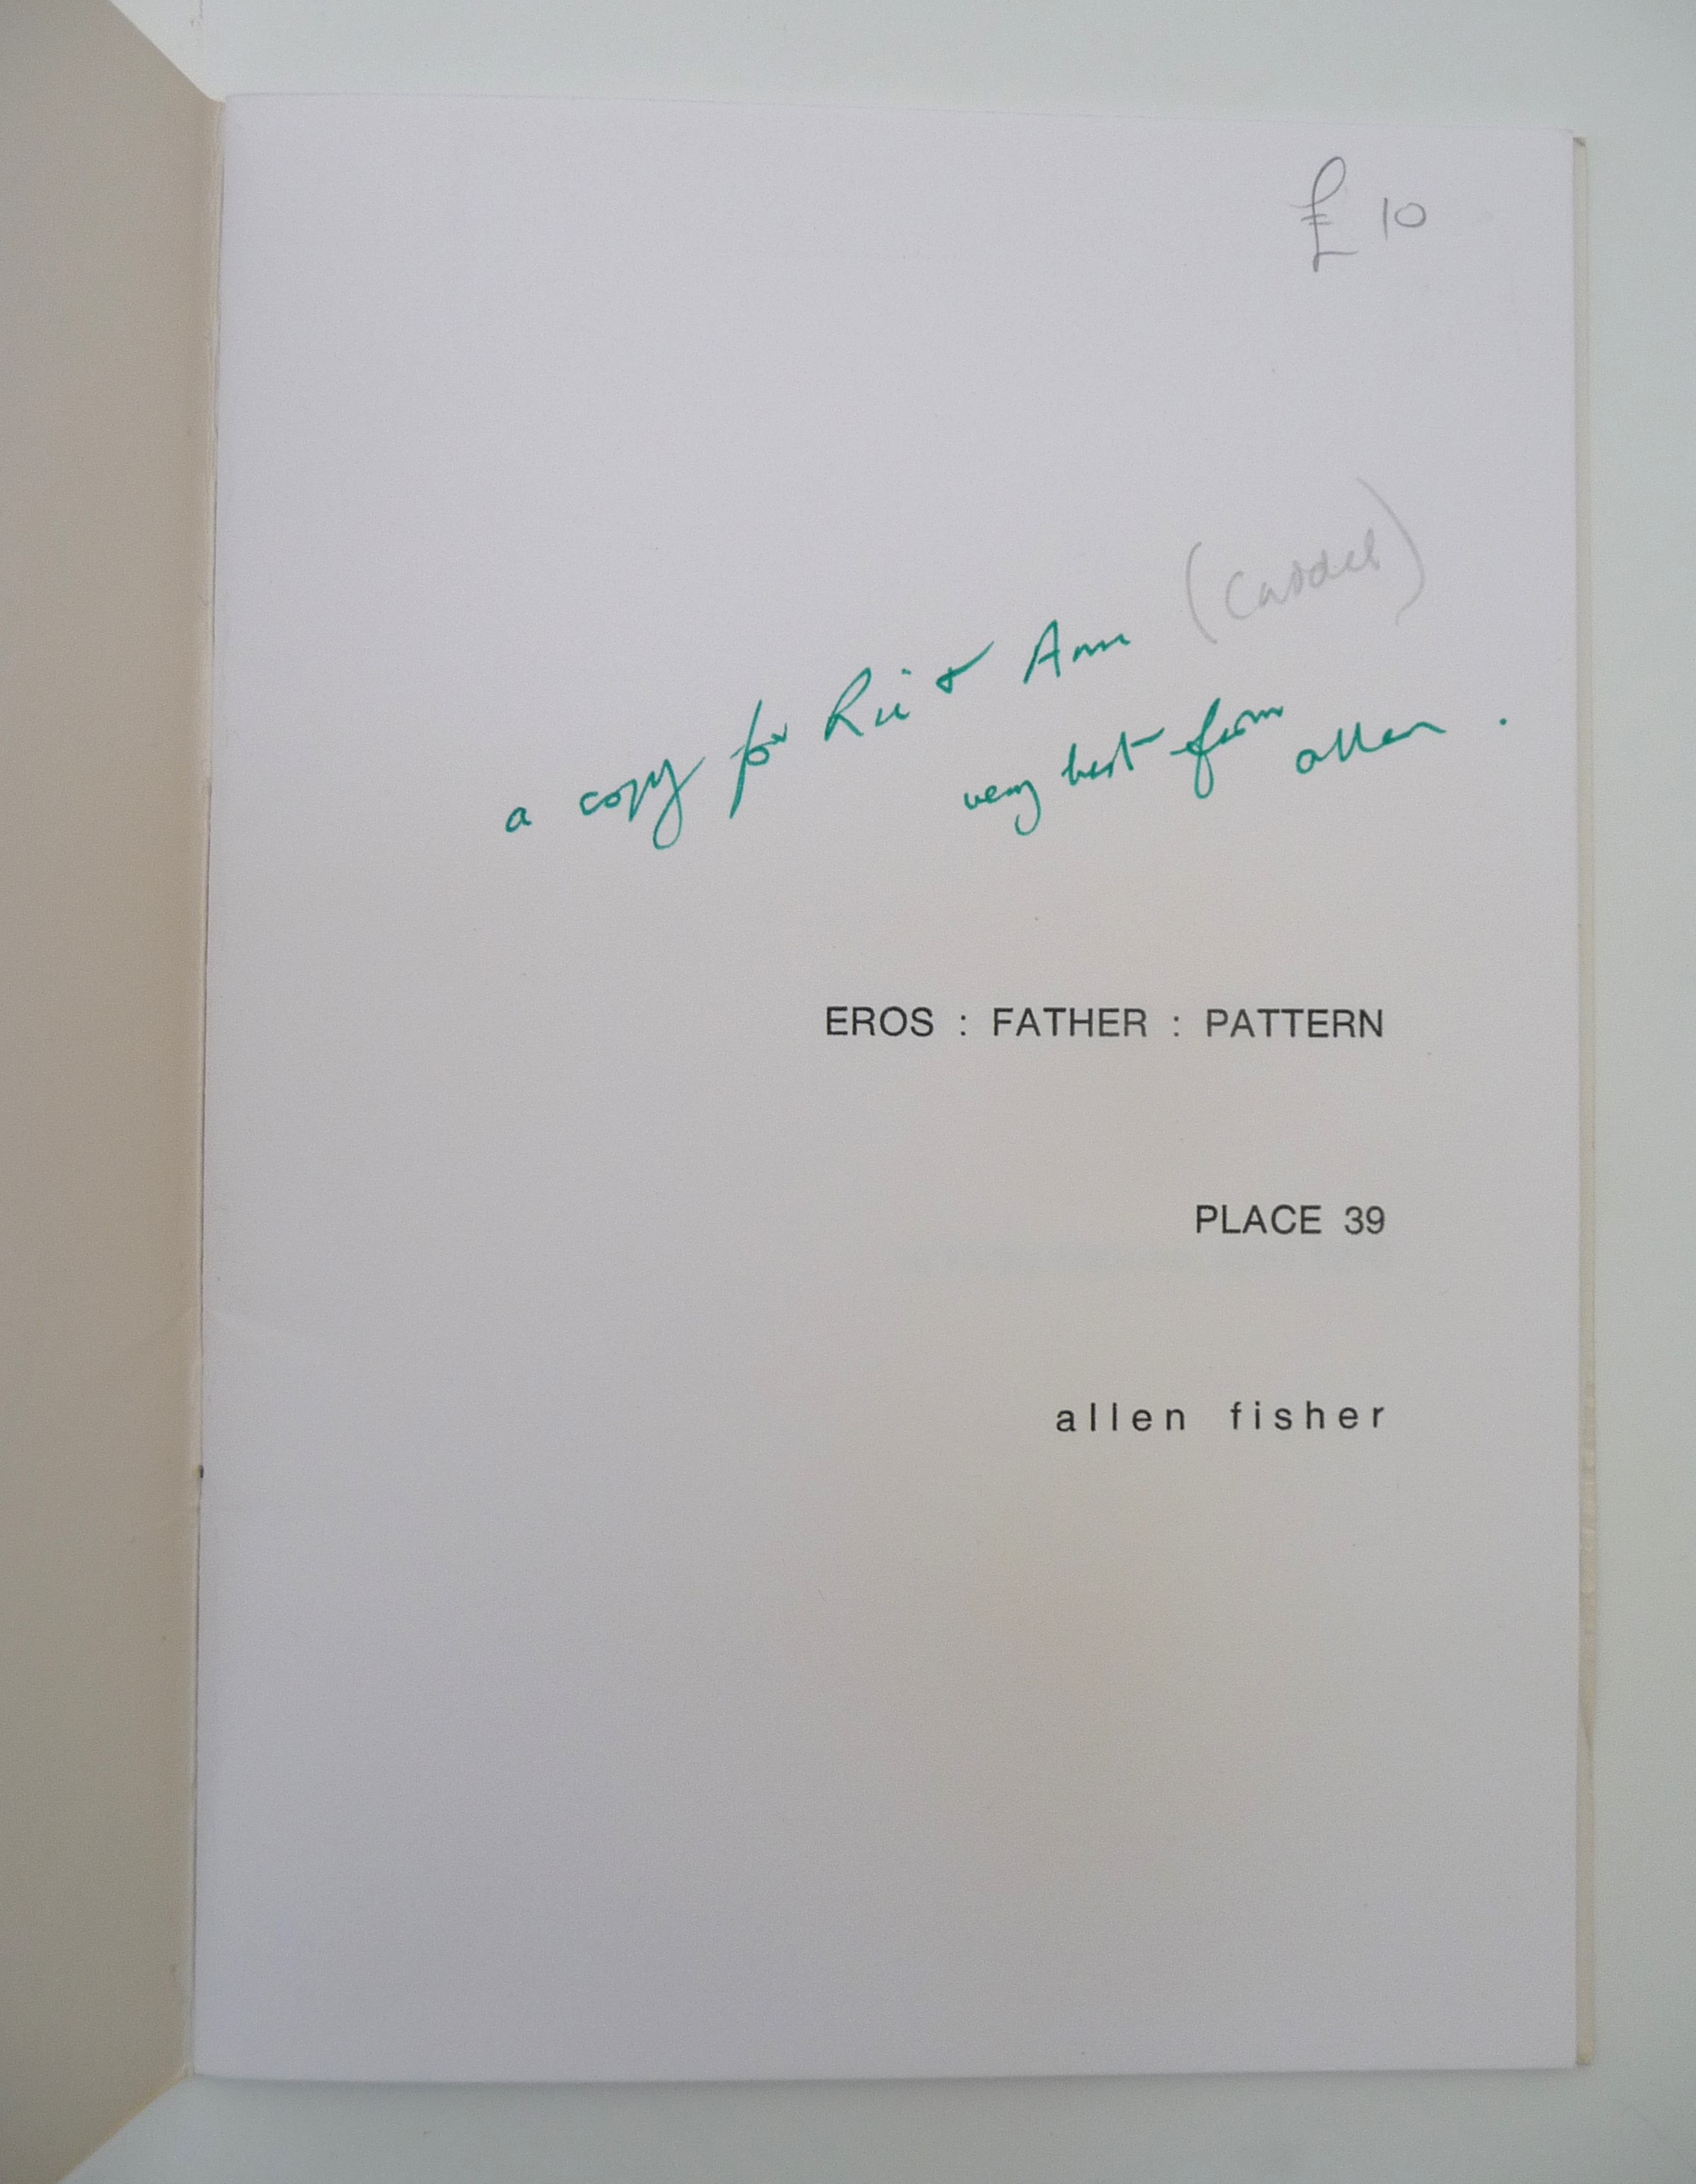 £ 10
(Caddel)
a copy for Ric & Ann
very best from
allen .
EROS : FATHER : PATTERN
PLACE 39
allen fisher